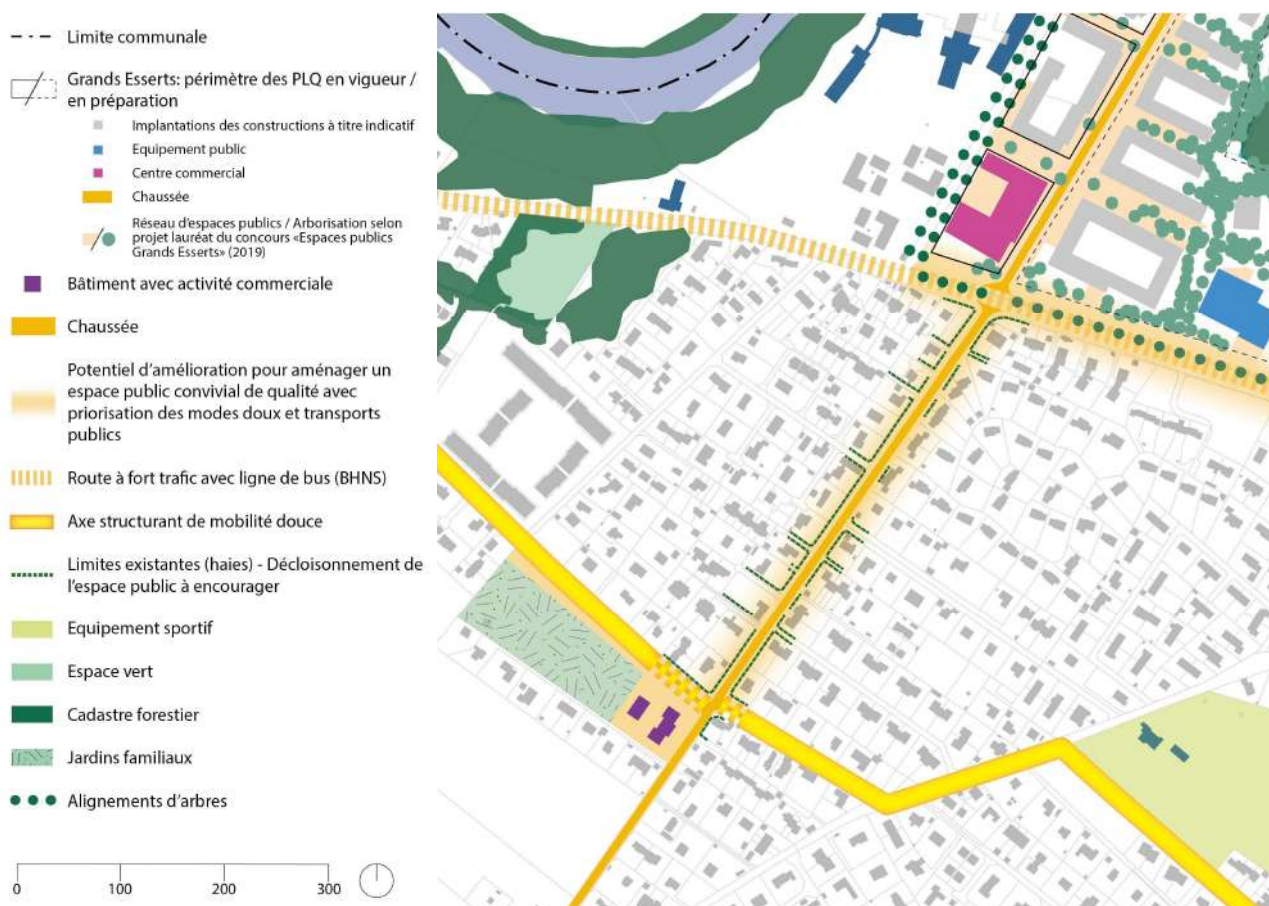 Limite communale
Grands Esserts: périmètre des PLQ en vigueur /
en préparation
Implantations des constructions à titre indicatif
Equipement public
Centre commercial
Chaussée
Réseau d'espaces publics / Arborisation selon
projet lauréat du concours «Espaces publics
Grands Esserts» (2019)
Bâtiment avec activité commerciale
Chaussée
Potentiel d'amélioration pour aménager un
espace public convivial de qualité avec
priorisation des modes doux et transports
publics
Route à fort trafic avec ligne de bus (BHNS)
Axe structurant de mobilité douce
Limites existantes (haies) - Décloisonnement de
l'espace public à encourager
Equipement sportif
Espace vert
Cadastre forestier
Jardins familiaux
Alignements d'arbres
0 100 200 300